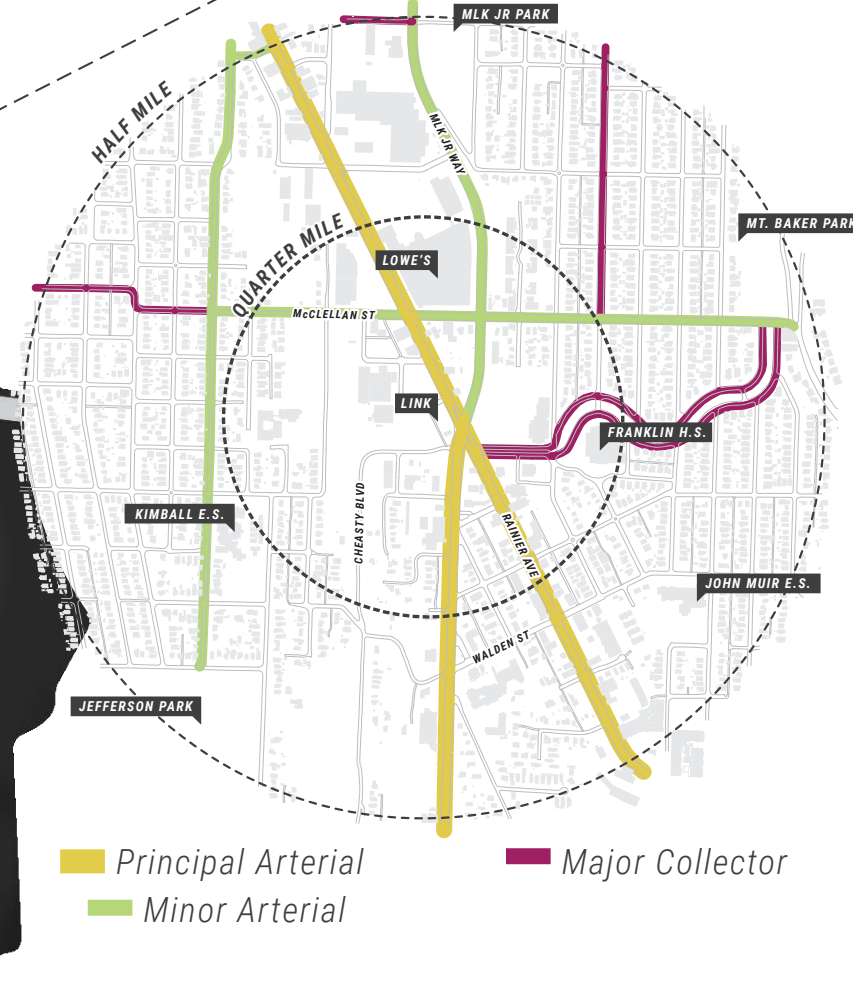 MLK JR PARK
HALF MILE
MLK JR WAY
MT. BAKER PARK
QUARTER MILE
LOWE'S
McCLELLAN ST
LINK
FRANKLIN H.S.
KIMBALL E.S.
CHEASTY BLVD
RAINIER AVE
JOHN MUIR E.S.
WALDEN ST
JEFFERSON PARK
Principal Arterial
Major Collector
Minor Arterial